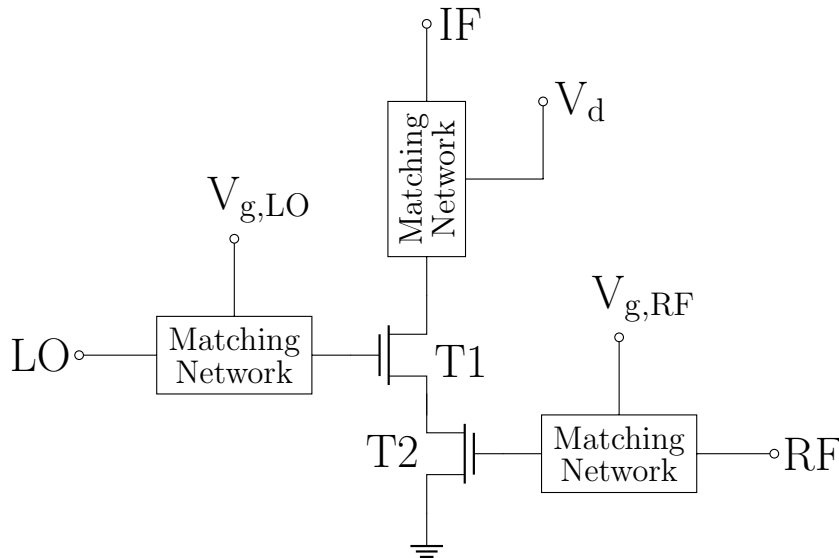 IF
V_d
Matching
Network
V_g,LO
V_g,RF
LO
Matching
Network
T1
T2
Matching
Network
RF